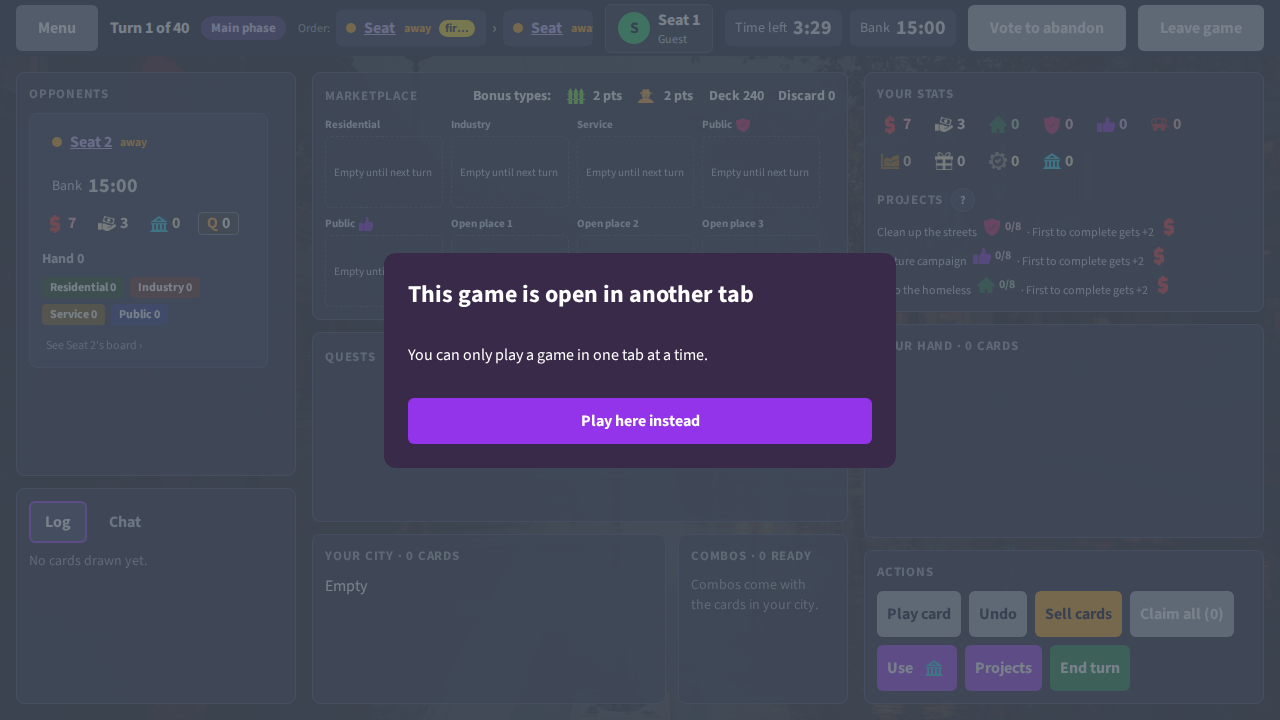 Menu
Turn 1 of 40
Main phase
Order:
Seat
away
fir...
›
Seat
awa
S
Seat 1
Guest
Time left 3:29
Bank 15:00
Vote to abandon
Leave game
OPPONENTS
Seat 2 away
Bank 15:00
7
3
0
Q 0
Hand 0
Residential 0
Industry 0
Service 0
Public 0
See Seat 2's board ›
Log
Chat
No cards drawn yet.
MARKETPLACE
Bonus types:
2 pts
2 pts
Deck 240
Discard 0
Residential
Industry
Service
Public
Empty until next turn
Empty until next turn
Empty until next turn
Empty until next turn
Public
Open place 1
Open place 2
Open place 3
This game is open in another tab
You can only play a game in one tab at a time.
Play here instead
QUESTS
YOUR CITY · 0 CARDS
Empty
COMBOS · 0 READY
Combos come with
the cards in your city.
YOUR STATS
7
3
0
0
0
0
0
0
0
0
PROJECTS ?
Clean up the streets 0/8 · First to complete gets +2
campaign 0/8 · First to complete gets +2
the homeless 0/8 · First to complete gets +2
HAND · 0 CARDS
ACTIONS
Play card
Undo
Sell cards
Claim all (0)
Use
Projects
End turn